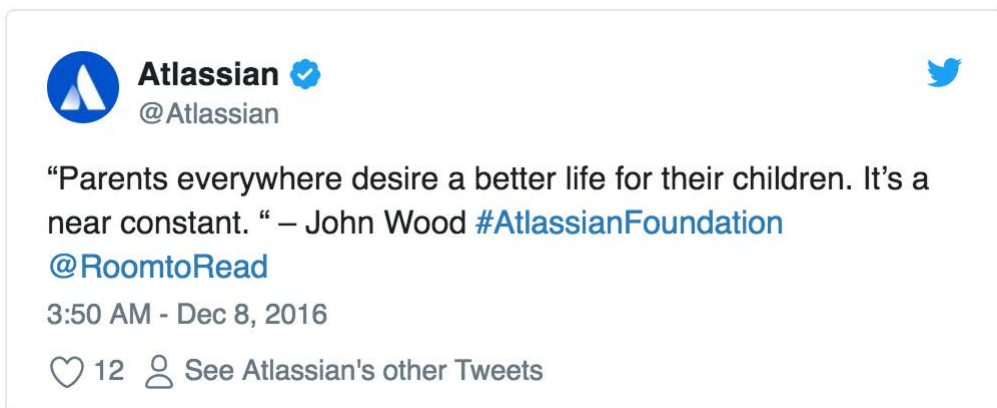 Atlassian
@Atlassian
“Parents everywhere desire a better life for their children. It’s a
near constant. “ – John Wood #AtlassianFoundation
@RoomtoRead
3:50 AM - Dec 8, 2016
12 See Atlassian's other Tweets